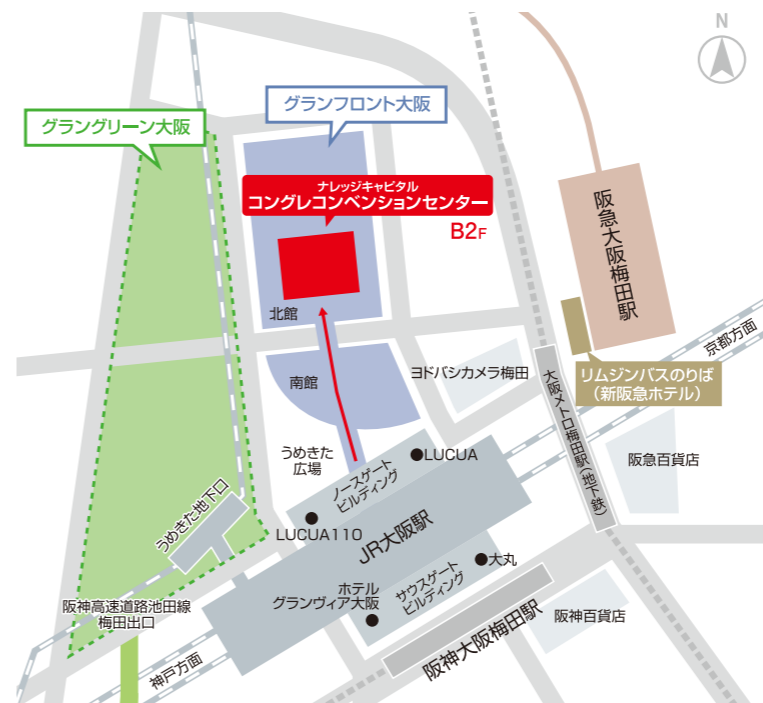 N
グランフロント大阪
グラングリーン大阪
ナレッジキャピタル
コングレコンベンションセンター
B2F
阪急大阪梅田駅
北館
京都方面
南館
ヨドバシカメラ梅田
リムジンバスのりば
（新阪急ホテル）
大阪メトロ梅田駅（地下鉄）
うめきた
広場
LUCUA
阪急百貨店
ノースゲート
ビルディング
うめきた地下口
LUCUA110
JR大阪駅
大丸
サウスゲート
ビルディング
ホテル
グランヴィア大阪
阪神高速道路池田線
梅田出口
阪神百貨店
阪神大阪梅田駅
神戸方面